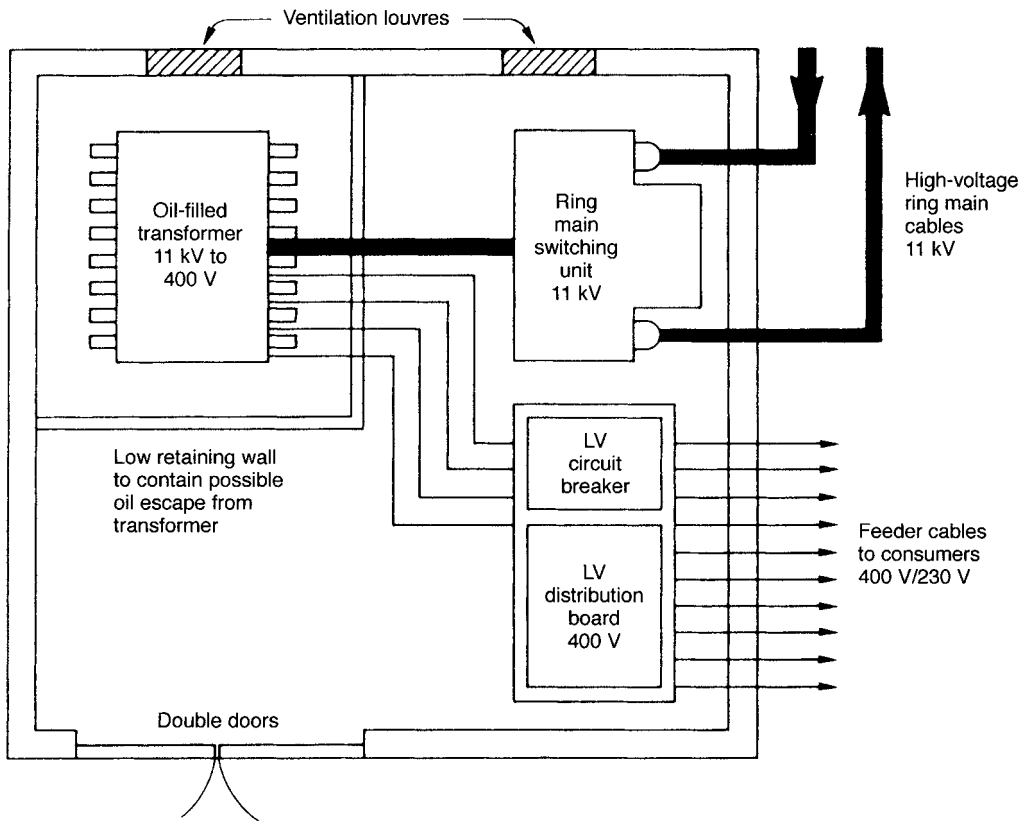 Ventilation louvres
Oil-filled
transformer
11 kV to
400 V
Ring
main
switching
unit
11 kV
High-voltage
ring main
cables
11 kV
Low retaining wall
to contain possible
oil escape from
transformer
LV
circuit
breaker
LV
distribution
board
400 V
Feeder cables
to consumers
400 V/230 V
Double doors